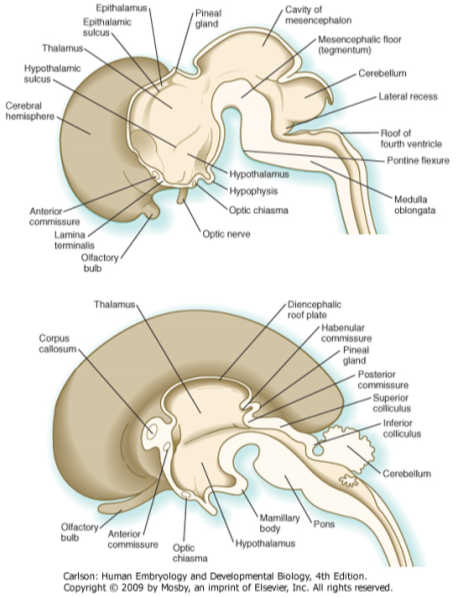 Epithalamus
Epithalamic
sulcus
Thalamus
Hypothalamic
sulcus
Cerebral
hemisphere
Pineal
gland
Cavity of
mesencephalon
Mesencephalic floor
(tegmentum)
Cerebellum
Lateral recess
Roof of
fourth ventricle
Pontine flexure
Medulla
oblongata
Hypothalamus
Hypophysis
Optic chiasma
Optic nerve
Anterior
commissure
Lamina
terminalis
Olfactory
bulb
Thalamus
Corpus
callosum
Diencephalic
roof plate
Habenular
commissure
Pineal
gland
Posterior
commissure
Superior
colliculus
Inferior
colliculus
Cerebellum
Pons
Mamillary
body
Hypothalamus
Optic
chiasma
Anterior
commissure
Olfactory
bulb
Carlson: Human Embryology and Developmental Biology, 4th Edition.
Copyright © 2009 by Mosby, an imprint of Elsevier, Inc. All rights reserved.